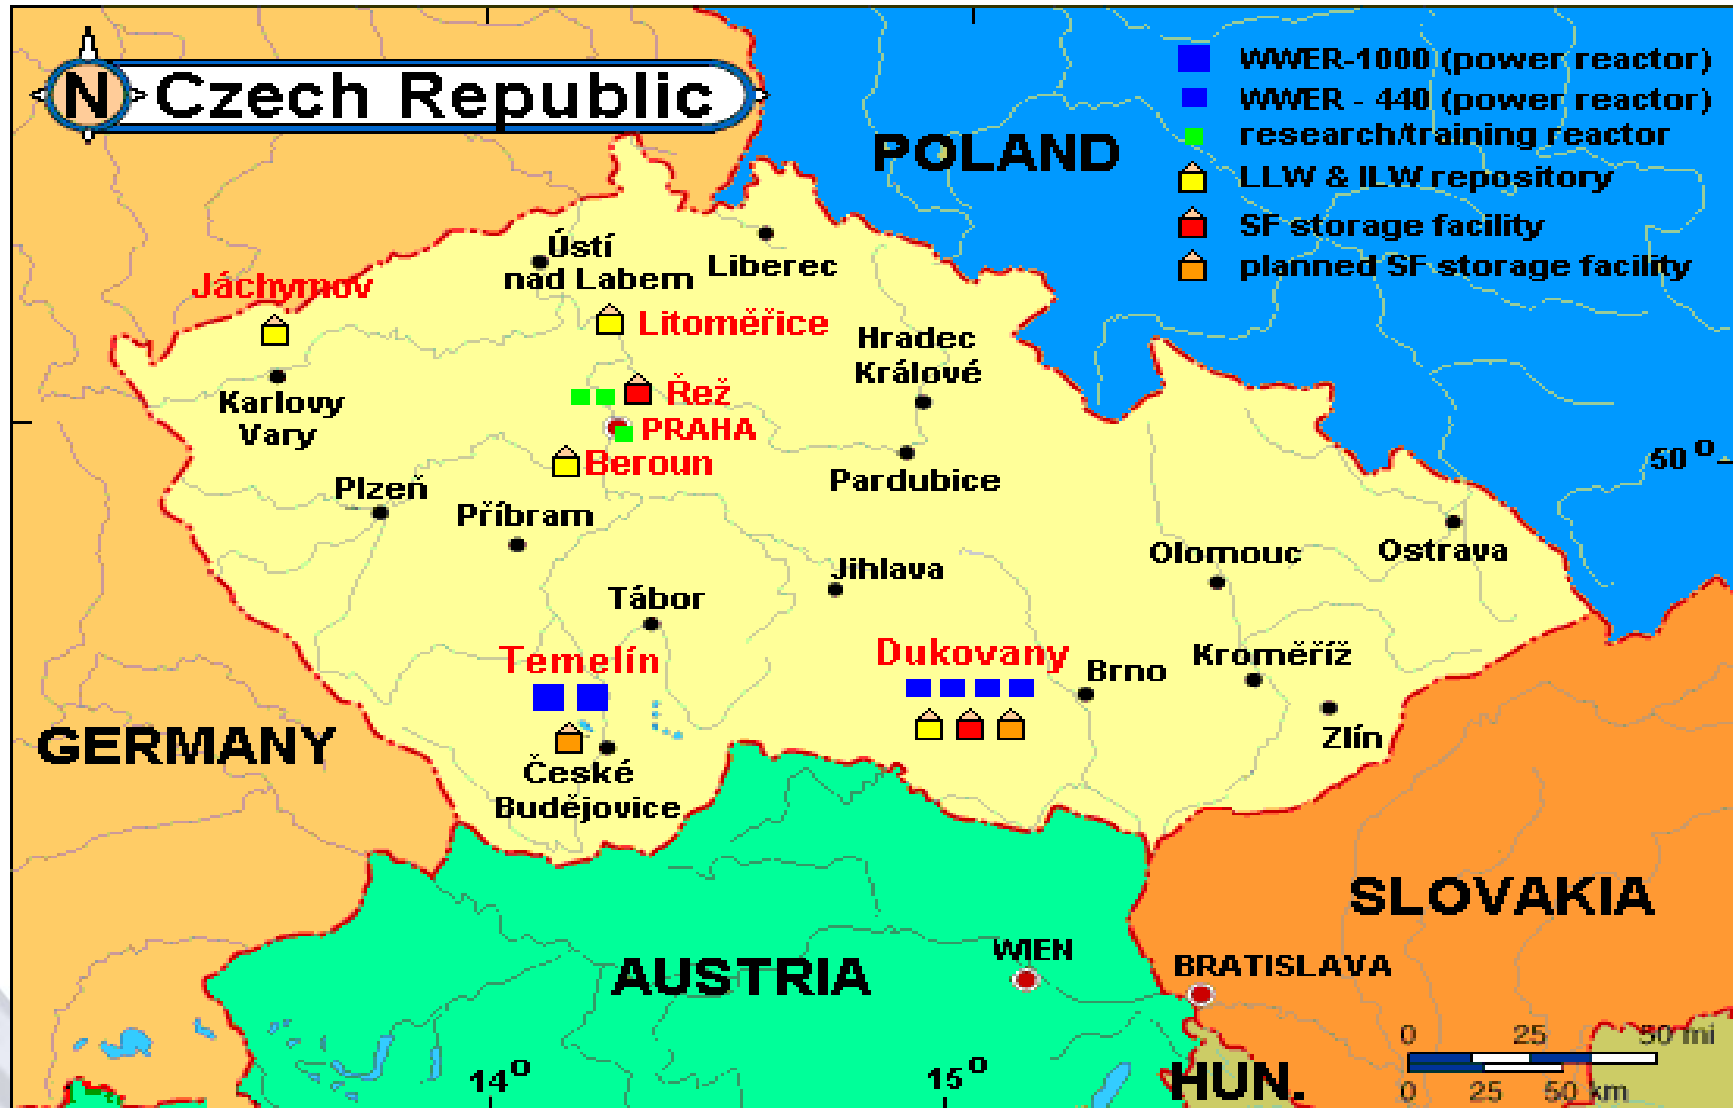 N Czech Republic
WWER-1000 (power reactor)
WWER - 440 (power reactor)
research/training reactor
LLW & ILW repository
SF storage facility
planned SF storage facility
POLAND
Ústí
nad Labem
Liberec
Jáchymov
Litoměřice
Hradec
Králové
Karlovy
Vary
Řež
PRAHA
Beroun
50 o
Plzeň
Pardubice
Příbram
Olomouc
Ostrava
Jihlava
Tábor
Temelín
Dukovany
Brno
Kroměříž
Zlín
GERMANY
České
Budějovice
SLOVAKIA
AUSTRIA
WIEN
BRATISLAVA
0 25 50 mi
0 25 50 km
14 o
15 o
HUN.